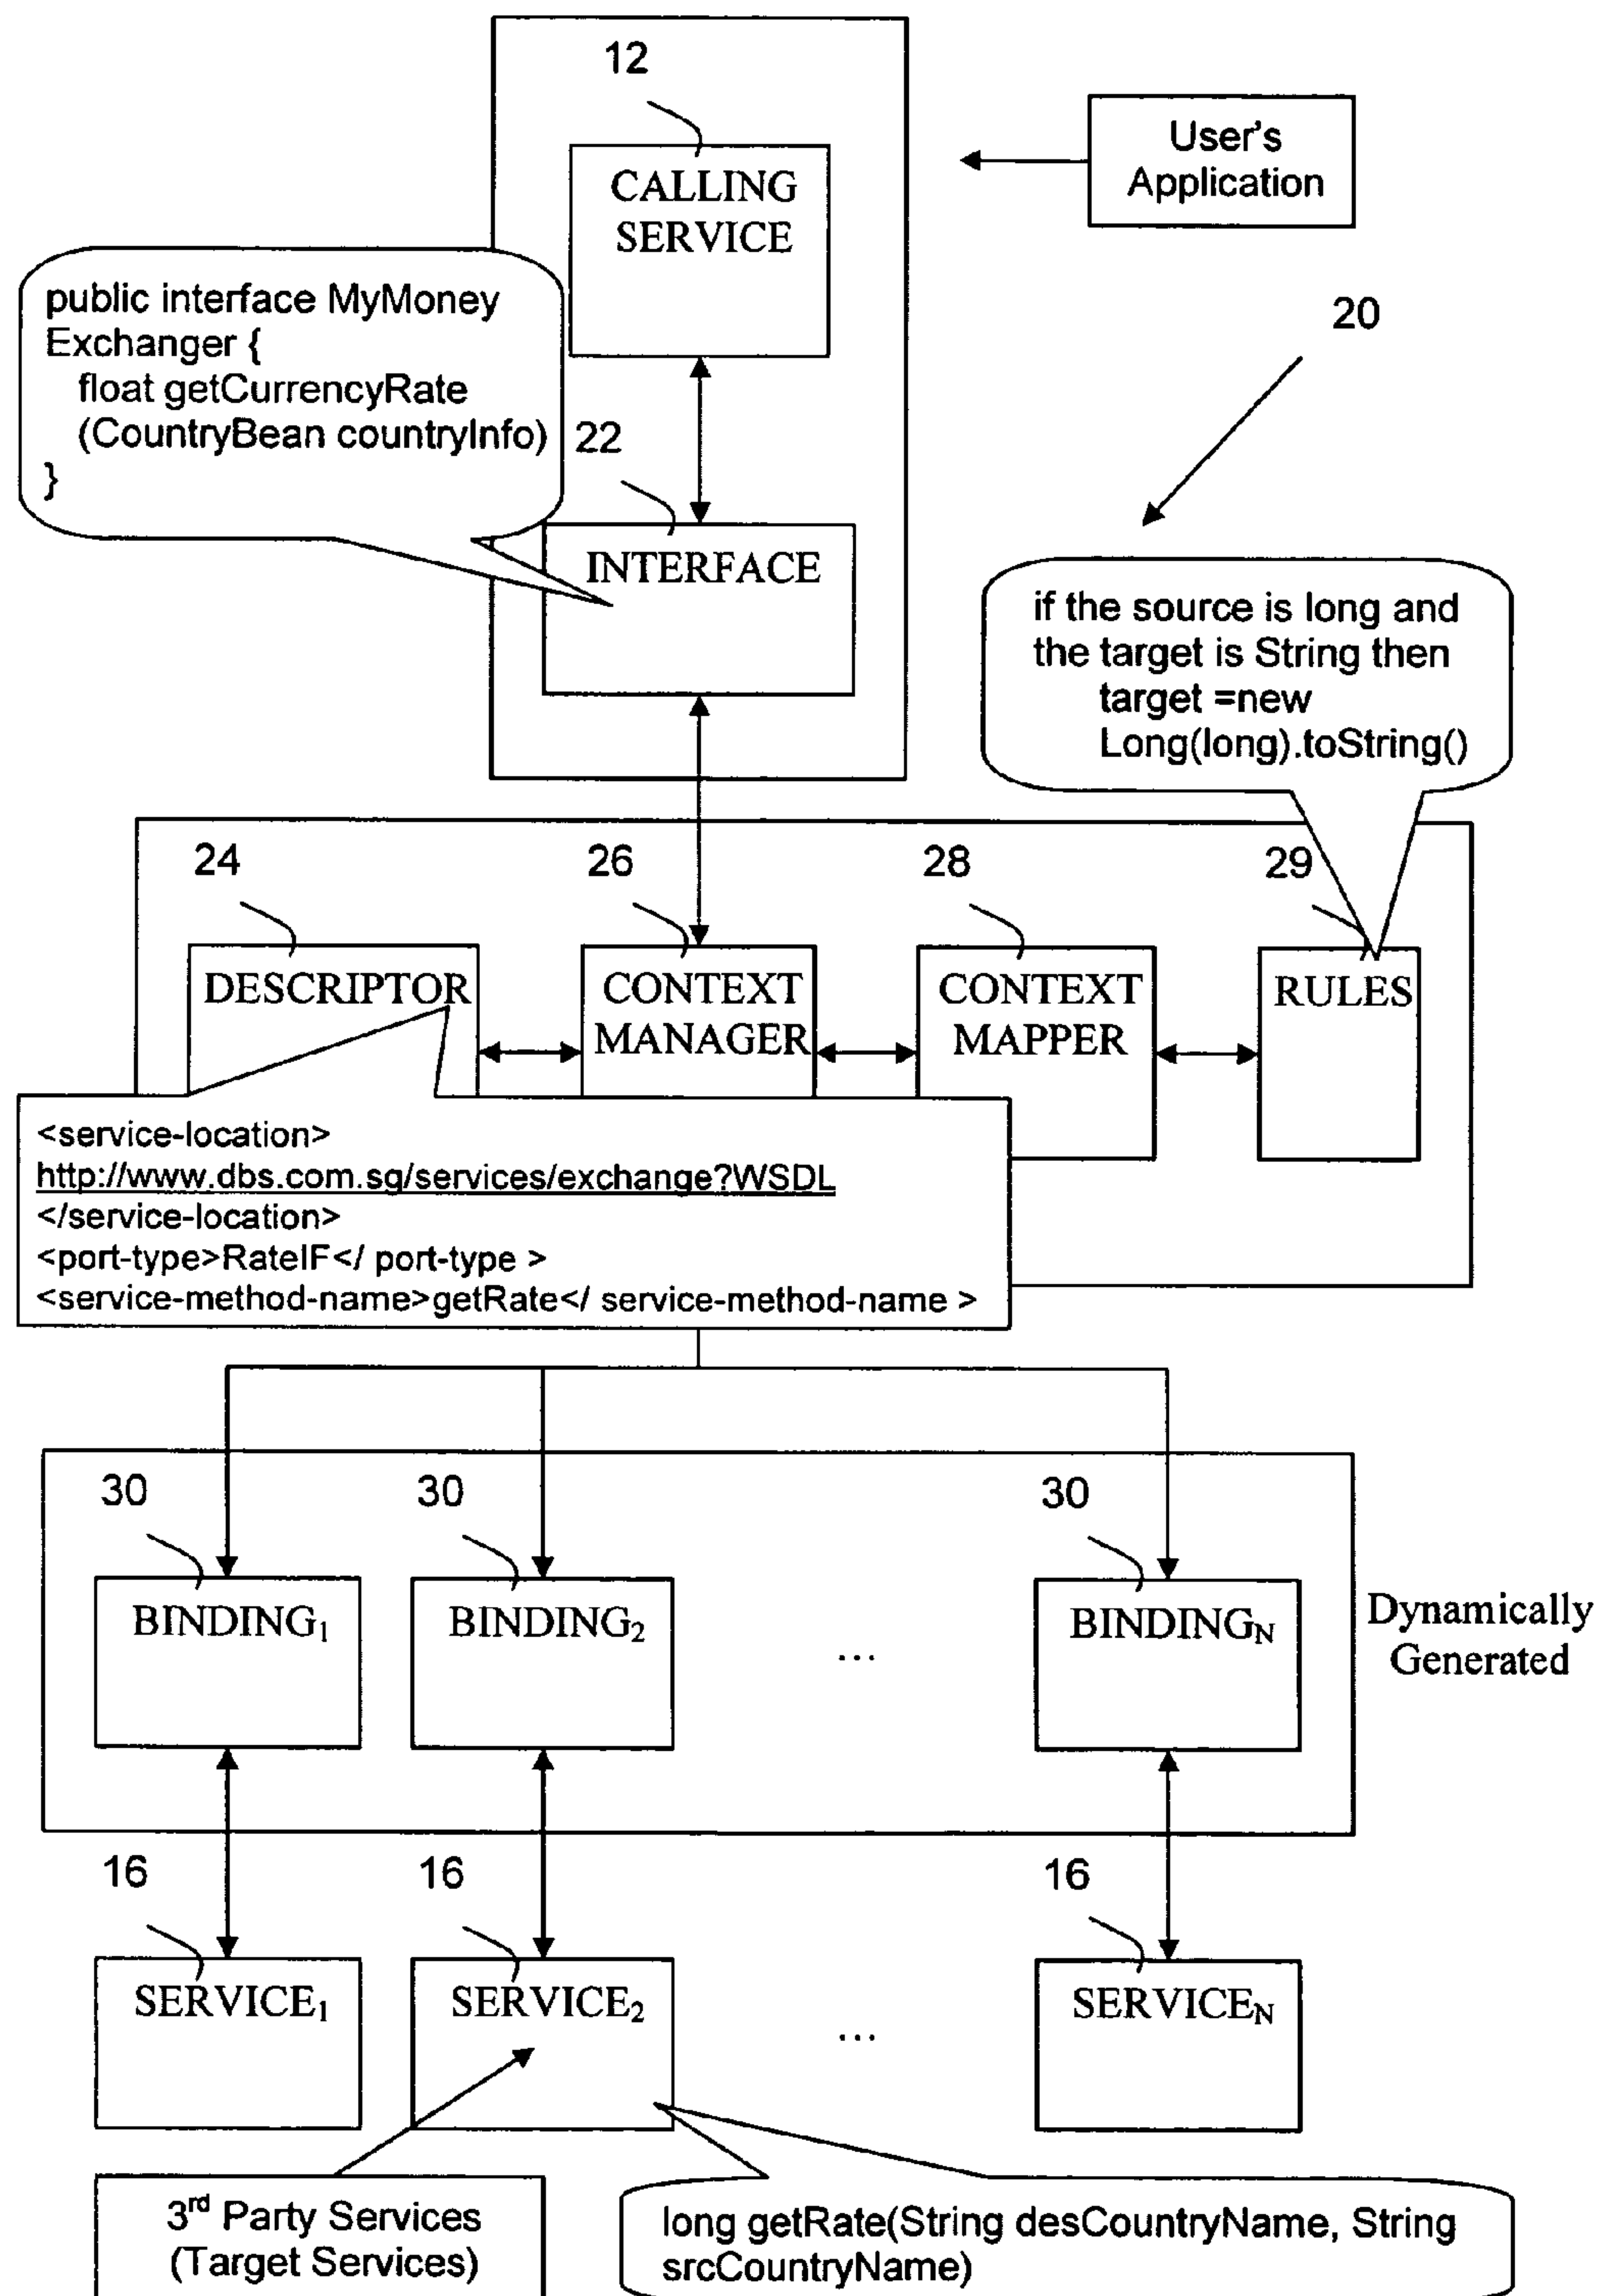 12
User's
Application
CALLING
SERVICE
public interface MyMoney
Exchanger {
float getCurrencyRate
(CountryBean countryInfo)
}
20
22
INTERFACE
if the source is long and
the target is String then
target =new
Long(long).toString()
24
26
28
29
DESCRIPTOR
CONTEXT
MANAGER
CONTEXT
MAPPER
RULES
<service-location>
http://www.dbs.com.sg/services/exchange?WSDL
</service-location>
<port-type>RateIF</ port-type >
<service-method-name>getRate</ service-method-name >
30
30
30
BINDING1
BINDING2
...
BINDINGN
Dynamically
Generated
16
16
16
SERVICE1
SERVICE2
...
SERVICEN
3rd Party Services
(Target Services)
long getRate(String desCountryName, String
srcCountryName)